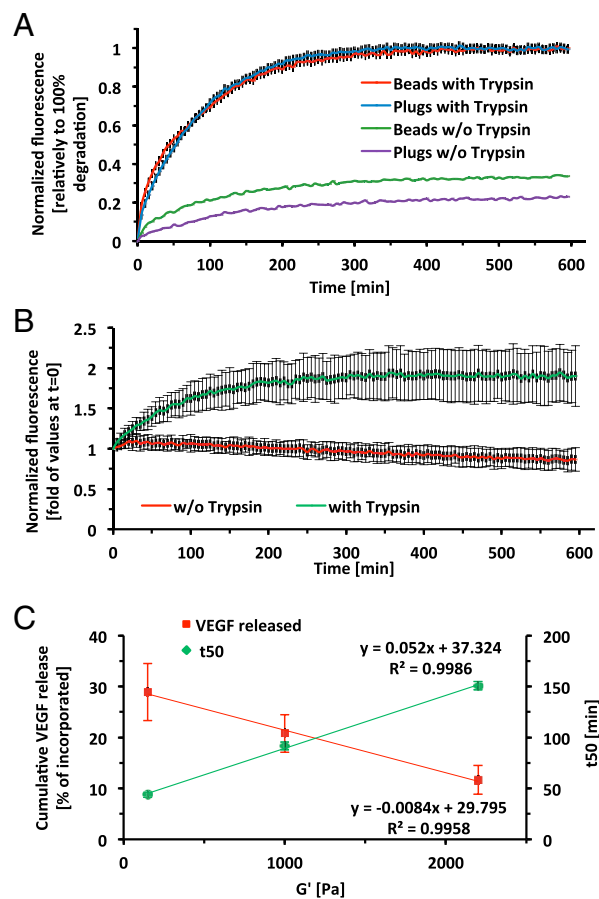 A
Normalized fluorescence
[relatively to 100%
degradation]
1
0.8
0.6
0.4
0.2
0
Beads with Trypsin
Plugs with Trypsin
Beads w/o Trypsin
Plugs w/o Trypsin
0 100 200 300 400 500 600
Time [min]
B
Normalized fluorescence
[fold of values at t=0]
2.5
2
1.5
1
0.5
0
w/o Trypsin
with Trypsin
0 100 200 300 400 500 600
Time [min]
C
VEGF released
t50
Cumulative VEGF release
[% of incorporated]
40
30
20
10
0
y = 0.052x + 37.324
R² = 0.9986
y = -0.0084x + 29.795
R² = 0.9958
200
150
100
50
0
t50 [min]
0 1000 2000
G' [Pa]